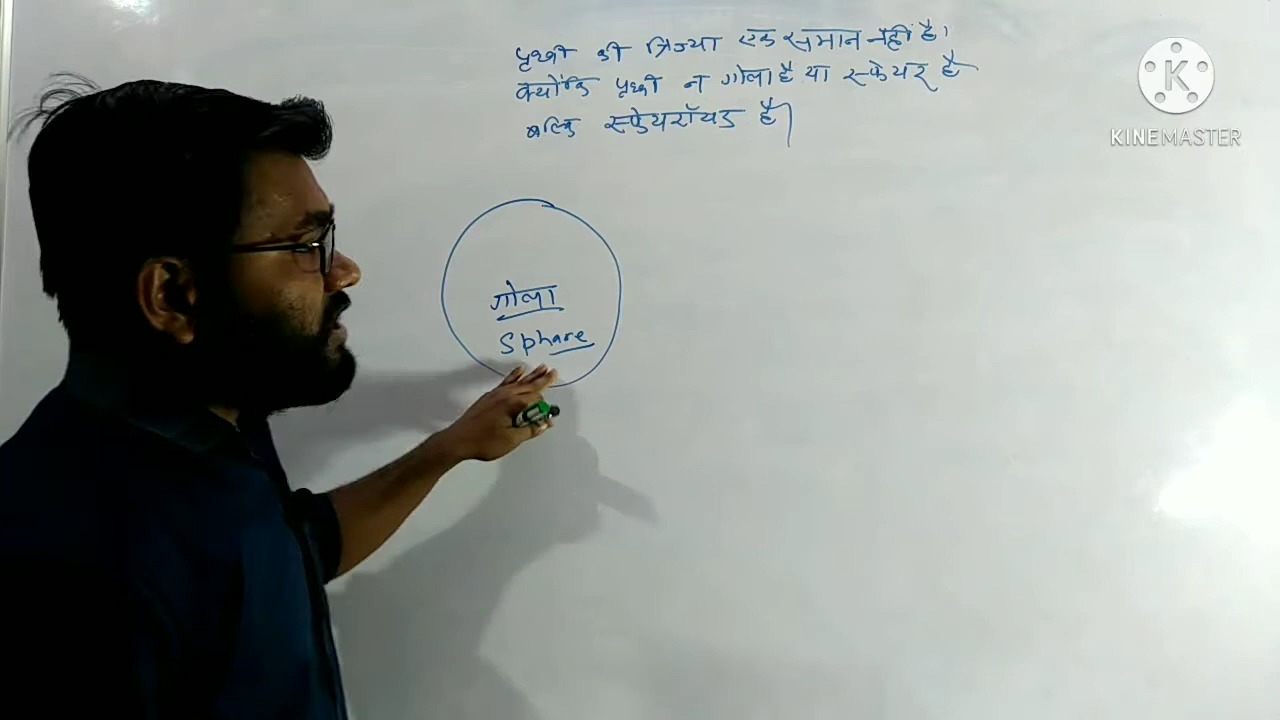 पृथ्वी की त्रिज्या एक समान नहीं है।
क्योंकि पृथ्वी न गोला है या स्फेयर है
बल्कि स्फेयरॉयड है।
गोला
Sphare
K
KINEMASTER